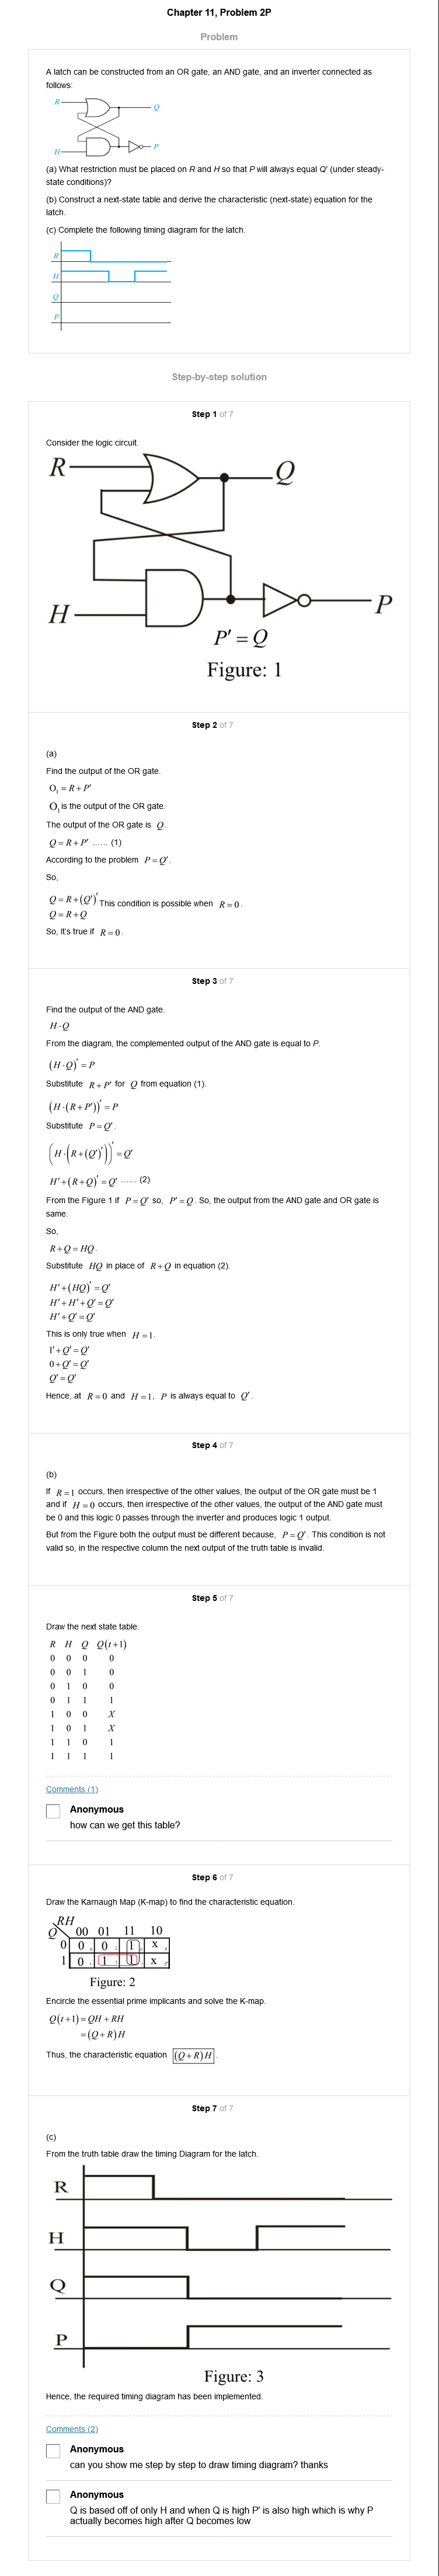 Chapter 11, Problem 2P
Problem
A latch can be constructed from an OR gate, an AND gate, and an inverter connected as
follows:
R
Q
H
P
(a) What restriction must be placed on R and H so that P will always equal Q' (under steady-
state conditions)?
(b) Construct a next-state table and derive the characteristic (next-state) equation for the
latch.
(c) Complete the following timing diagram for the latch.
R
H
Q
P
Step-by-step solution
Step 1 of 7
Consider the logic circuit.
R
Q
H
P
P' = Q
Figure: 1
Step 2 of 7
(a)
Find the output of the OR gate.
O₁ = R + P'
O₁ is the output of the OR gate.
The output of the OR gate is Q.
Q = R + P' ...... (1)
According to the problem P = Q'.
So,
Q = R + (Q')' This condition is possible when R = 0.
Q = R + Q
So, It's true if R = 0.
Step 3 of 7
Find the output of the AND gate.
H · Q
From the diagram, the complemented output of the AND gate is equal to P.
(H · Q)' = P
Substitute R + P' for Q from equation (1).
(H · (R + P'))' = P
Substitute P = Q'.
(H · (R + (Q')'))' = Q'
H' + (R + Q)' = Q' ...... (2)
From the Figure 1 if P = Q' so, P' = Q. So, the output from the AND gate and OR gate is
same.
So,
R + Q = HQ.
Substitute HQ in place of R + Q in equation (2).
H' + (HQ)' = Q'
H' + H' + Q' = Q'
H' + Q' = Q'
This is only true when H = 1.
1' + Q' = Q'
0 + Q' = Q'
Q' = Q'
Hence, at R = 0 and H = 1, P is always equal to Q'.
Step 4 of 7
(b)
If R = 1 occurs, then irrespective of the other values, the output of the OR gate must be 1
and if H = 0 occurs, then irrespective of the other values, the output of the AND gate must
be 0 and this logic 0 passes through the inverter and produces logic 1 output.
But from the Figure both the output must be different because, P = Q'. This condition is not
valid so, in the respective column the next output of the truth table is invalid.
Step 5 of 7
Draw the next state table.
R H Q Q(t+1)
0 0 0 0
0 0 1 0
0 1 0 0
0 1 1 1
1 0 0 X
1 0 1 X
1 1 0 1
1 1 1 1
Comments (1)
Anonymous
how can we get this table?
Step 6 of 7
Draw the Karnaugh Map (K-map) to find the characteristic equation.
RH
Q 00 01 11 10
0 0 0 1 X
1 0 1 1 X
Figure: 2
Encircle the essential prime implicants and solve the K-map.
Q(t+1) = QH + RH
= (Q + R)H
Thus, the characteristic equation (Q + R)H.
Step 7 of 7
(c)
From the truth table draw the timing Diagram for the latch.
R
H
Q
P
Figure: 3
Hence, the required timing diagram has been implemented.
Comments (2)
Anonymous
can you show me step by step to draw timing diagram? thanks
Anonymous
Q is based off of only H and when Q is high P' is also high which is why P
actually becomes high after Q becomes low